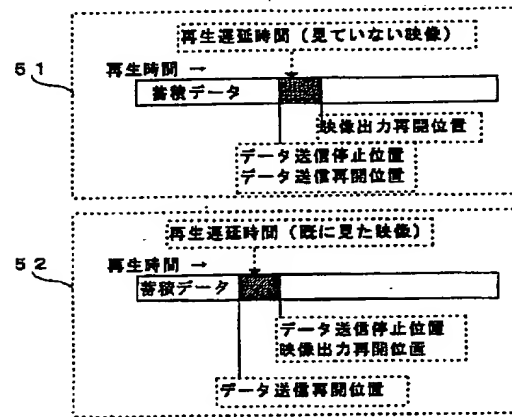 再生遅延時間（見ていない映像）
51
再生時間 →
蓄積データ
映像出力再開位置
データ送信停止位置
データ送信再開位置
再生遅延時間（既に見た映像）
52
再生時間 →
蓄積データ
データ送信停止位置
映像出力再開位置
データ送信再開位置